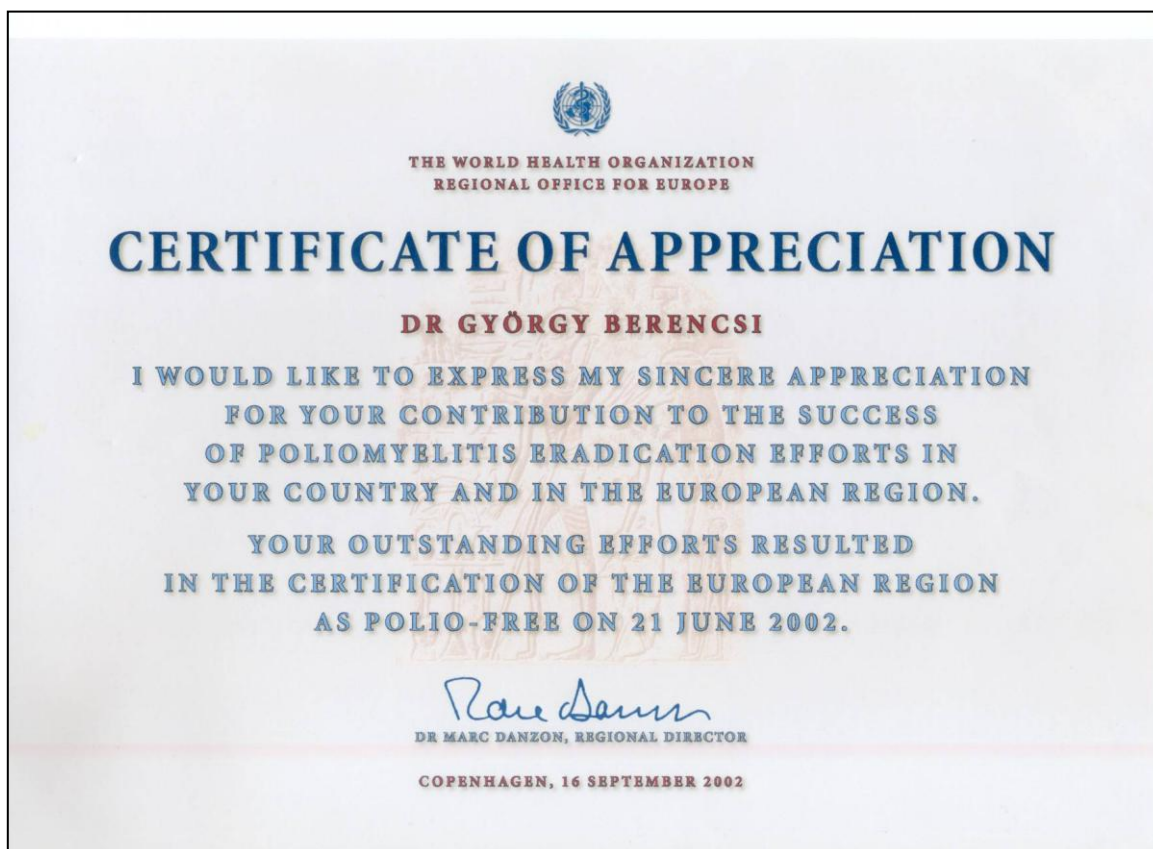 THE WORLD HEALTH ORGANIZATION
REGIONAL OFFICE FOR EUROPE
CERTIFICATE OF APPRECIATION
DR GYÖRGY BERENCSI
I WOULD LIKE TO EXPRESS MY SINCERE APPRECIATION
FOR YOUR CONTRIBUTION TO THE SUCCESS
OF POLIOMYELITIS ERADICATION EFFORTS IN
YOUR COUNTRY AND IN THE EUROPEAN REGION.
YOUR OUTSTANDING EFFORTS RESULTED
IN THE CERTIFICATION OF THE EUROPEAN REGION
AS POLIO-FREE ON 21 JUNE 2002.
DR MARC DANZON, REGIONAL DIRECTOR
COPENHAGEN, 16 SEPTEMBER 2002